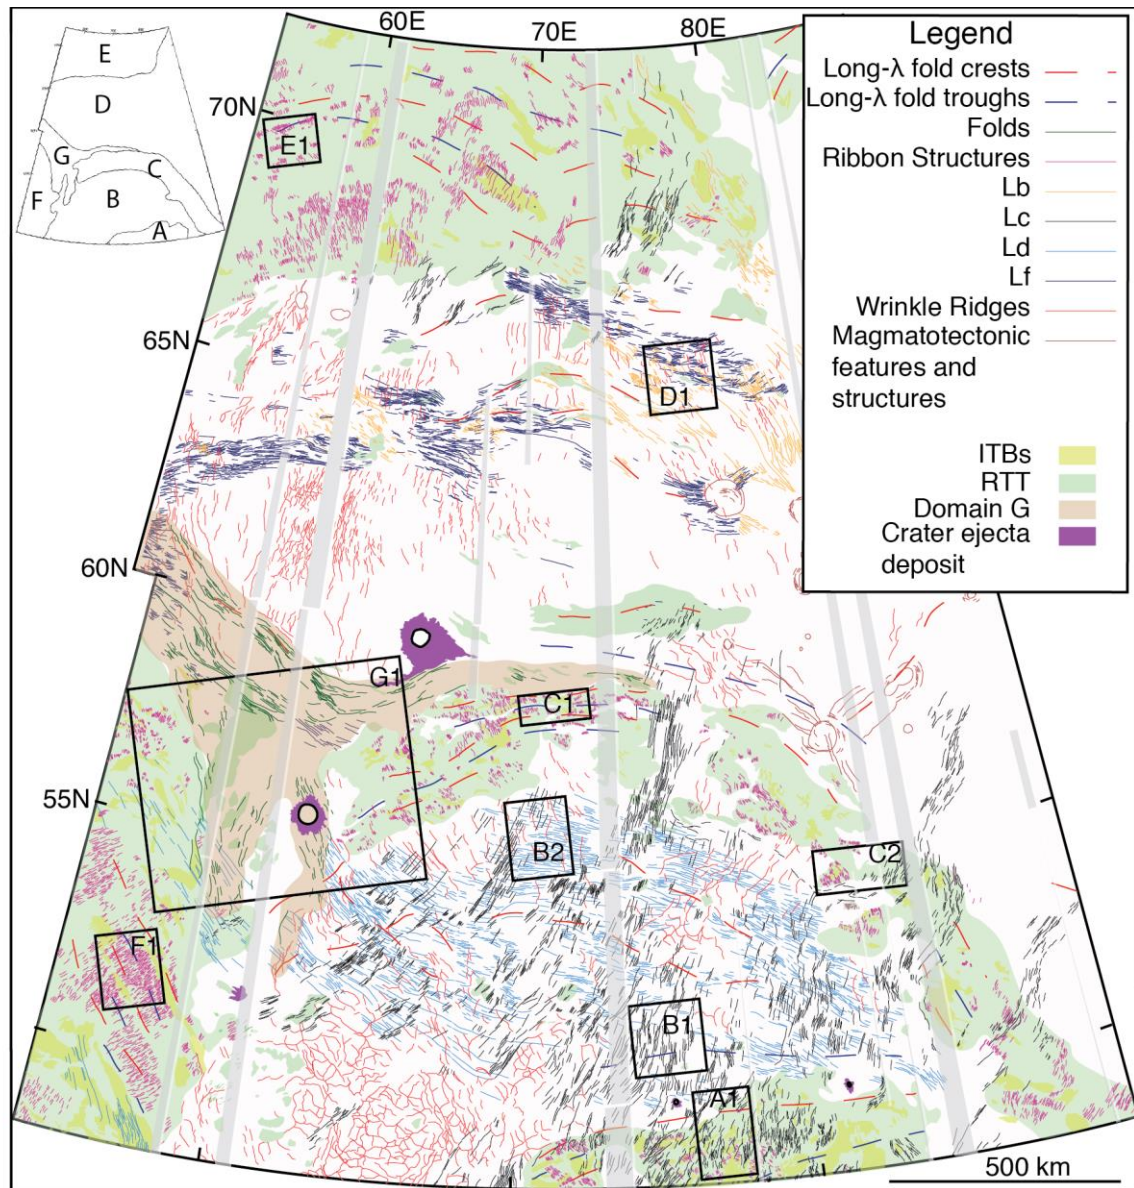 60E
70E
80E
E
D
G
C
F
B
A
Legend
Long-λ fold crests
Long-λ fold troughs
Folds
Ribbon Structures
Lb
Lc
Ld
Lf
Wrinkle Ridges
Magmatotectonic
features and
structures
ITBs
RTT
Domain G
Crater ejecta
deposit
70N
E1
65N
D1
60N
G1
C1
55N
B2
C2
F1
B1
A1
500 km